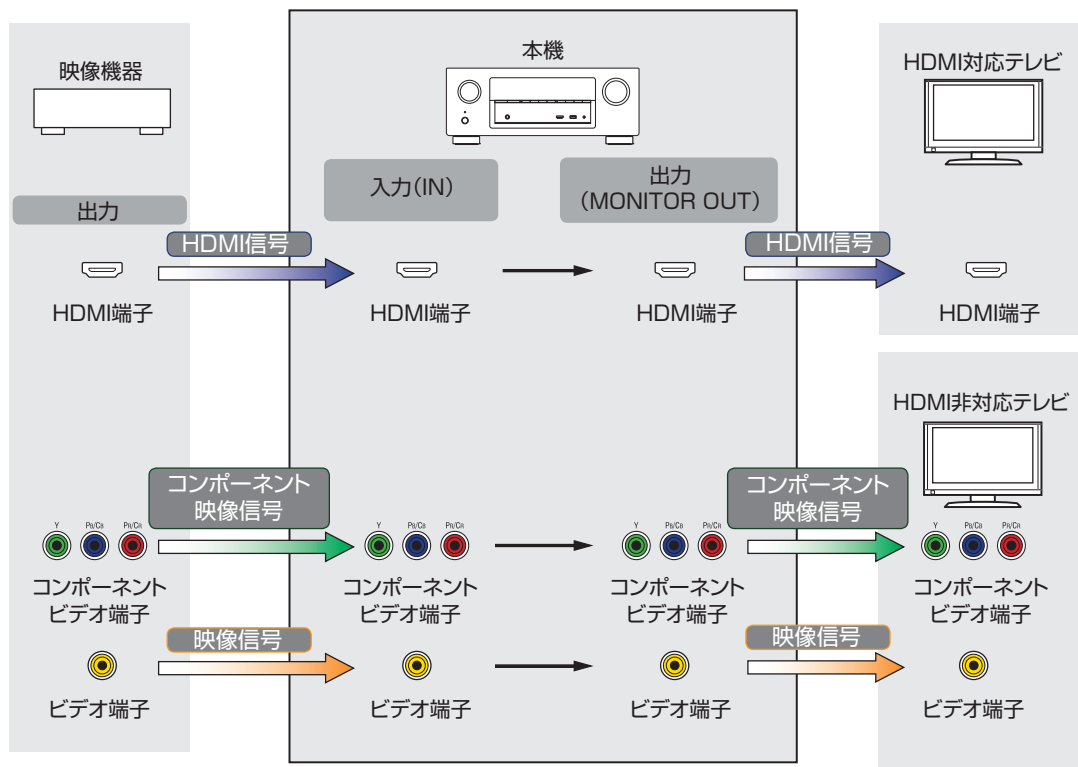 映像機器
本機
HDMI対応テレビ
出力
入力(IN)
出力
(MONITOR OUT)
HDMI信号
HDMI信号
HDMI端子
HDMI端子
HDMI端子
HDMI端子
HDMI非対応テレビ
コンポーネント
映像信号
コンポーネント
映像信号
Y PB/CB PR/CR
Y PB/CB PR/CR
Y PB/CB PR/CR
Y PB/CB PR/CR
コンポーネント
ビデオ端子
コンポーネント
ビデオ端子
コンポーネント
ビデオ端子
コンポーネント
ビデオ端子
映像信号
映像信号
ビデオ端子
ビデオ端子
ビデオ端子
ビデオ端子